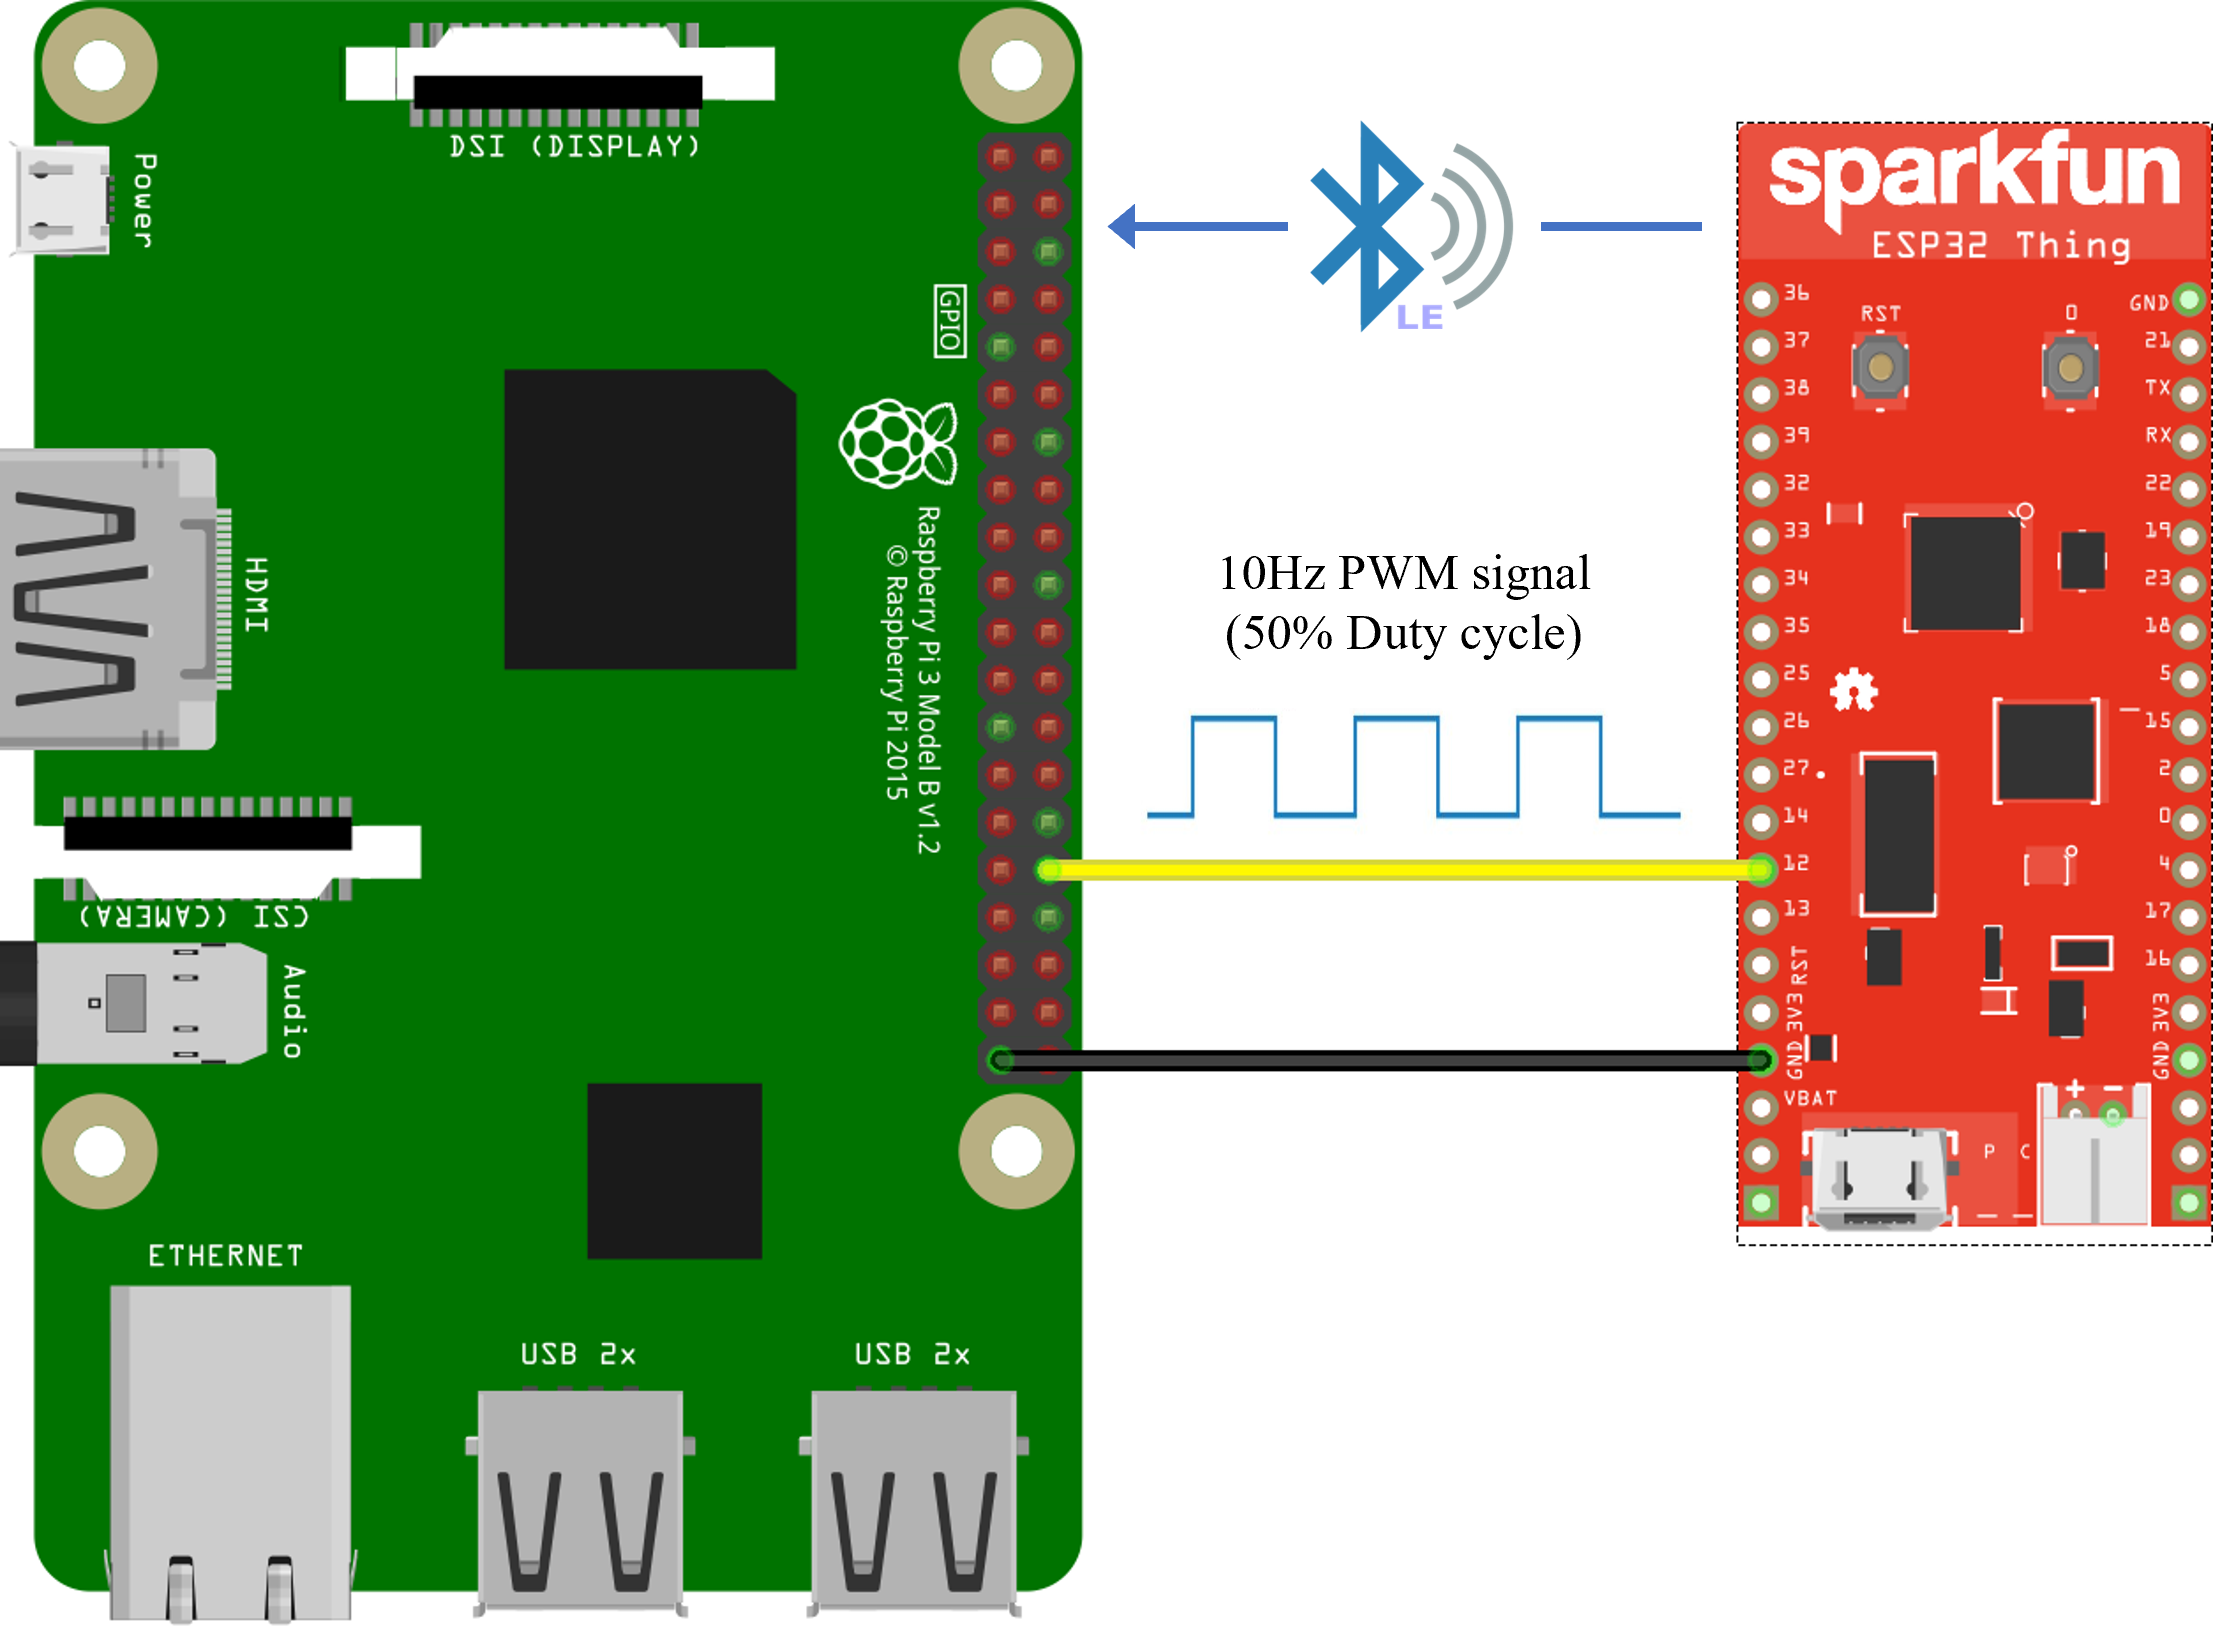 DSI (DISPLAY)
Power
GPIO
HDMI
Raspberry Pi 3 Model B v1.2
© Raspberry Pi 2015
CSI (CAMERA)
Audio
ETHERNET
USB 2x
USB 2x
LE
10Hz PWM signal
(50% Duty cycle)
sparkfun
ESP32 Thing
RST
0
36
37
38
39
32
33
34
35
25
26
27
14
12
13
RST
3V3
GND
VBAT
GND
21
TX
RX
22
19
23
18
5
15
2
0
4
17
16
3V3
GND
+ -
P C